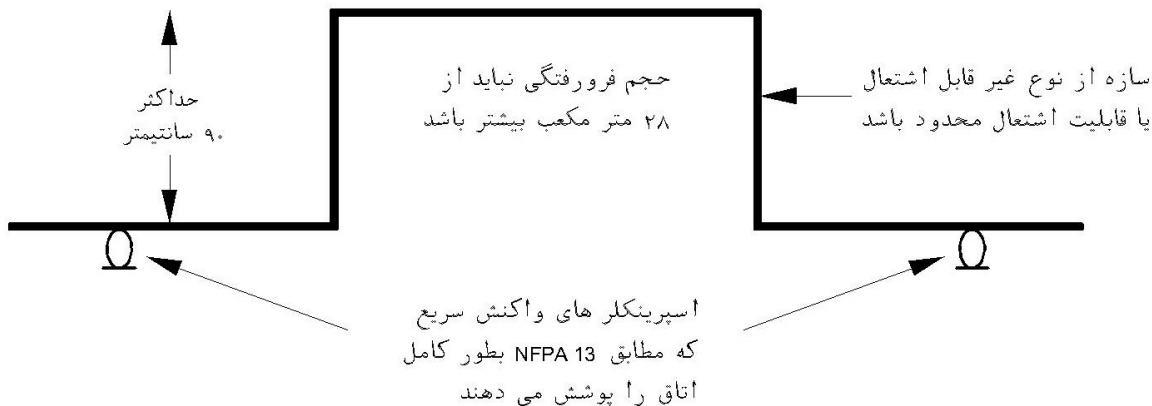 حداکثر
۹۰ سانتیمتر
حجم فرورفتگی نباید از
۲۸ متر مکعب بیشتر باشد
سازه از نوع غیر قابل اشتعال
یا قابلیت اشتعال محدود باشد
اسپرینکلر های واکنش سریع
که مطابق NFPA 13 بطور کامل
اتاق را پوشش می دهند